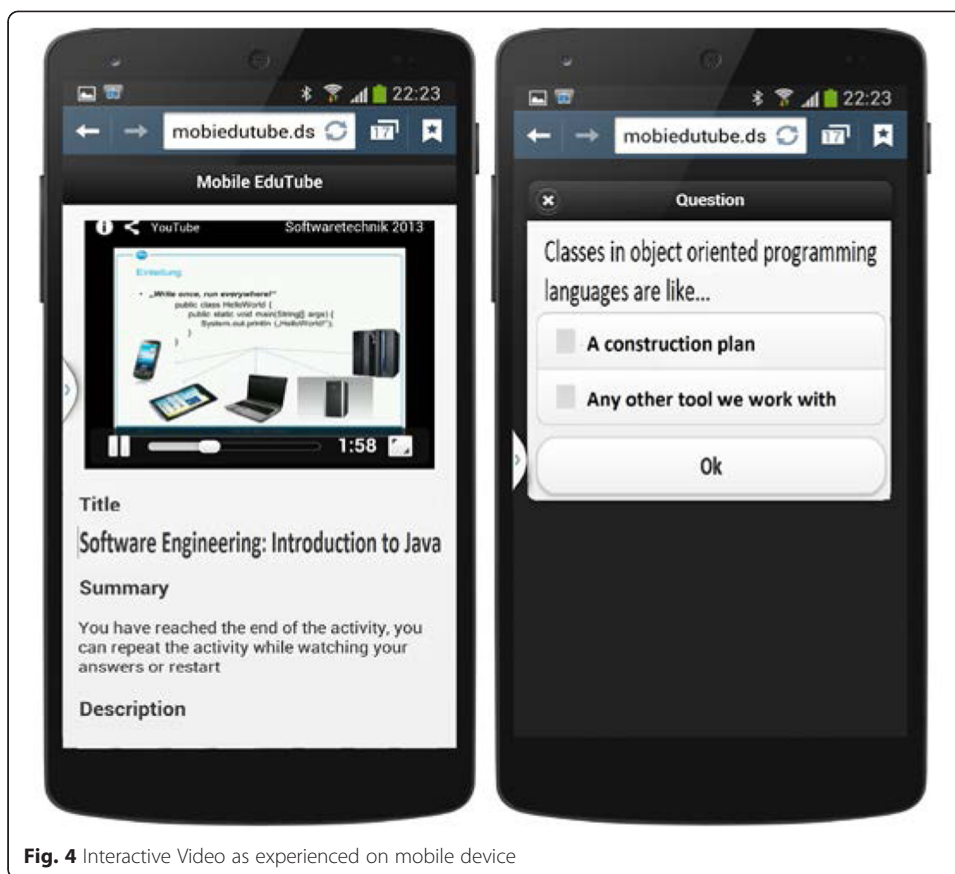 22:23
mobiedutube.ds
17
Mobile EduTube
YouTube
Softwaretechnik 2013
Einleitung
• „Write once, run everywhere!“
public class HelloWorld {
public static void main(String[] args) {
System.out.println („HelloWorld!“);
}
}
1:58
Title
Software Engineering: Introduction to Java
Summary
You have reached the end of the activity, you
can repeat the activity while watching your
answers or restart
Description
22:23
mobiedutube.ds
17
Question
Classes in object oriented programming
languages are like...
A construction plan
Any other tool we work with
Ok
Fig. 4 Interactive Video as experienced on mobile device